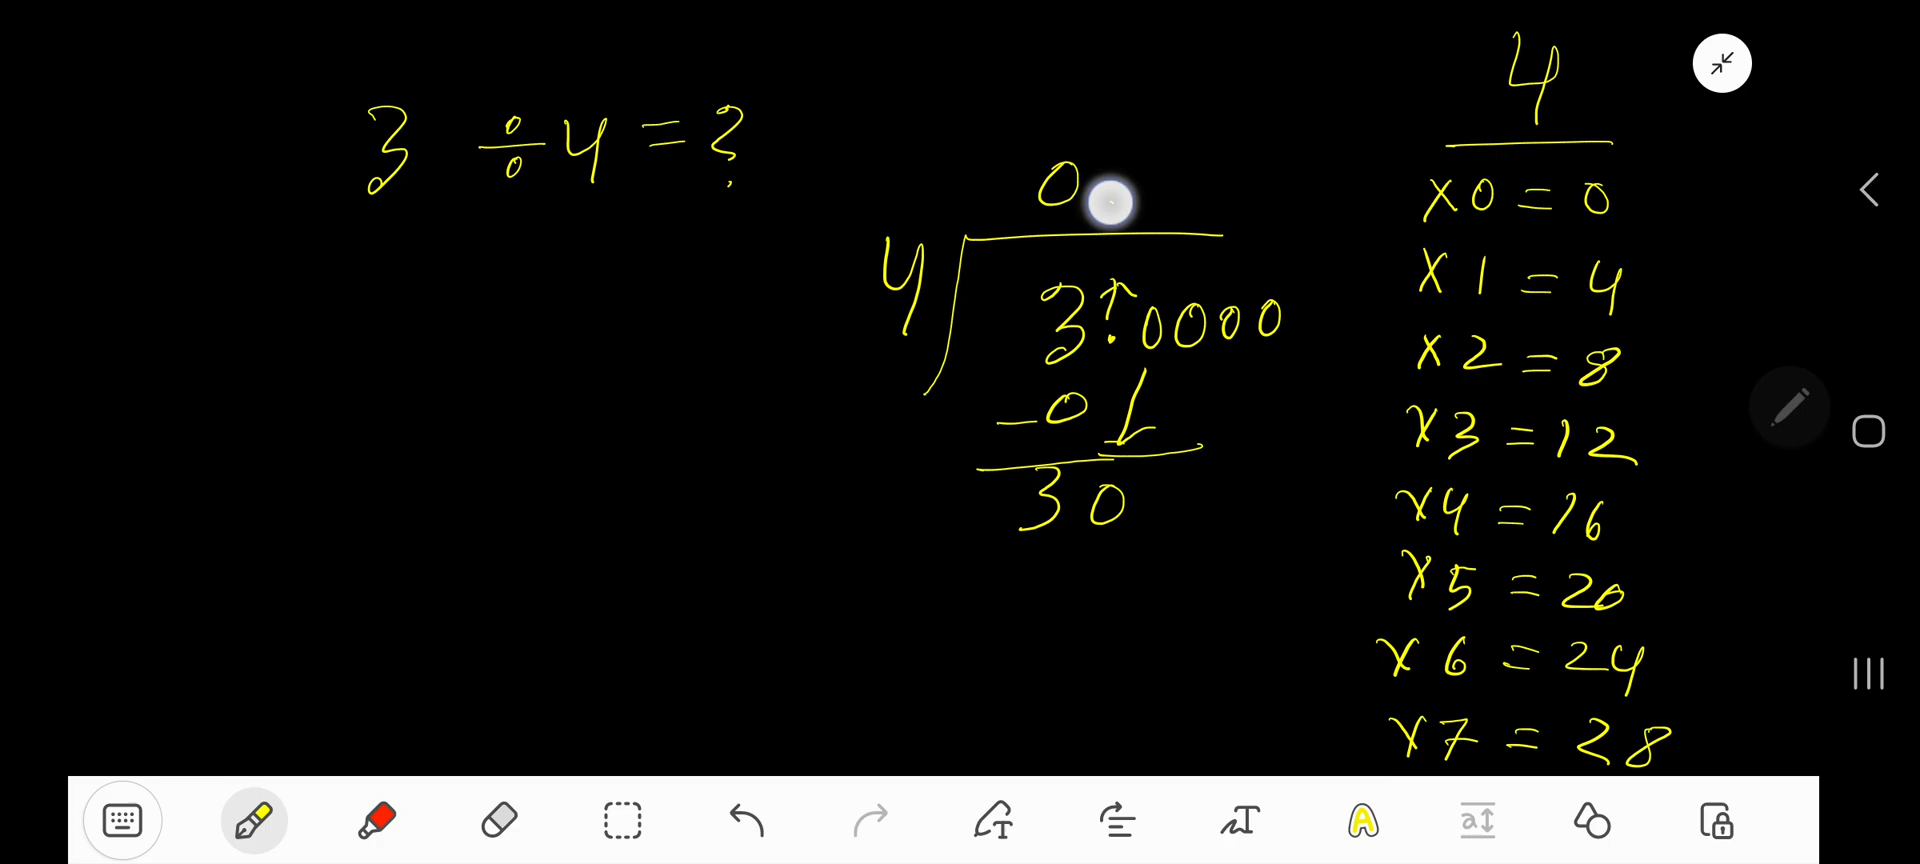 3 ÷ 4 = ?
0
4
3.0000
-0
30
4
x0 = 0
x1 = 4
x2 = 8
x3 = 12
x4 = 16
x5 = 20
x6 = 24
x7 = 28
T
T
A
a